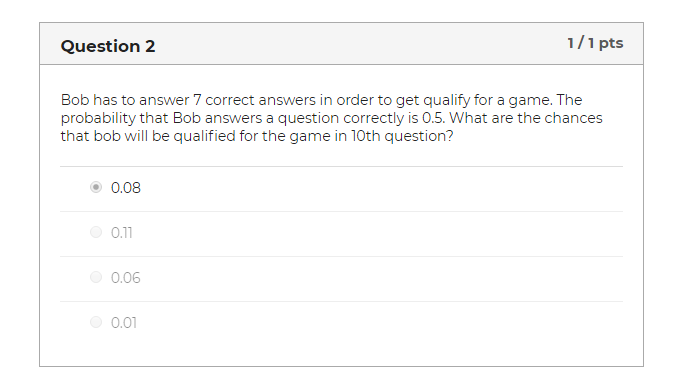 Question 2
1 / 1 pts
Bob has to answer 7 correct answers in order to get qualify for a game. The
probability that Bob answers a question correctly is 0.5. What are the chances
that bob will be qualified for the game in 10th question?
0.08
0.11
0.06
0.01